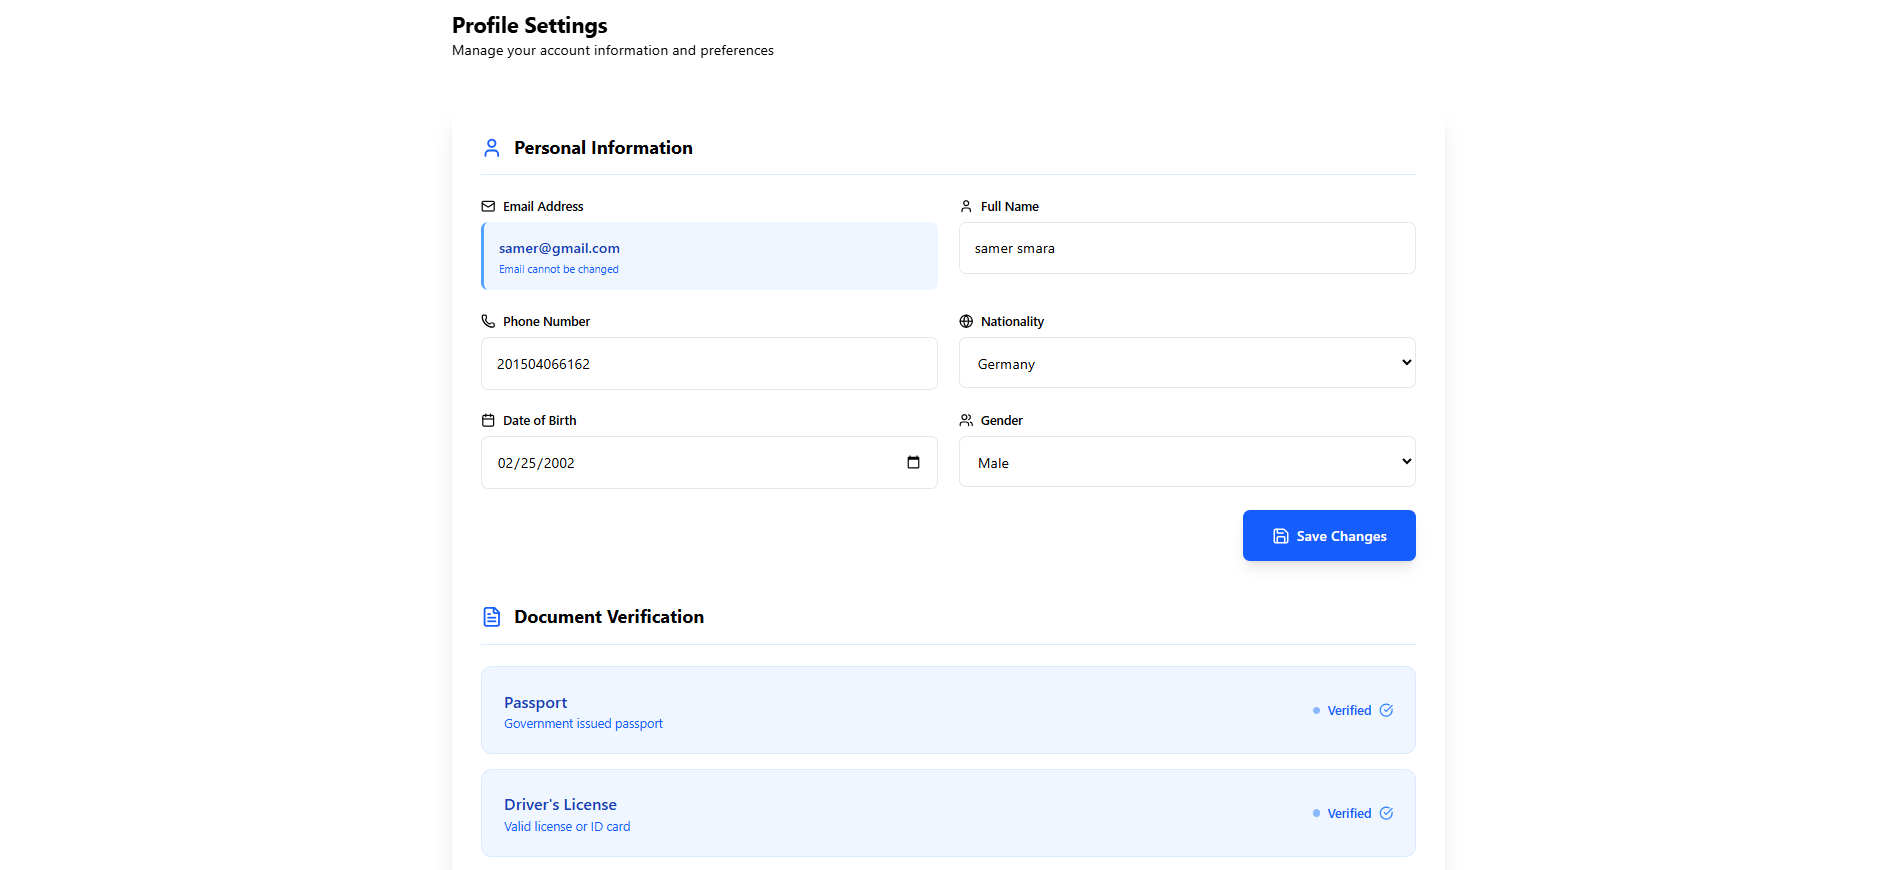 Profile Settings
Manage your account information and preferences
Personal Information
Email Address
samer@gmail.com
Email cannot be changed
Full Name
samer smara
Phone Number
201504066162
Nationality
Germany
Date of Birth
02/25/2002
Gender
Male
Save Changes
Document Verification
Passport
Government issued passport
Verified
Driver's License
Valid license or ID card
Verified